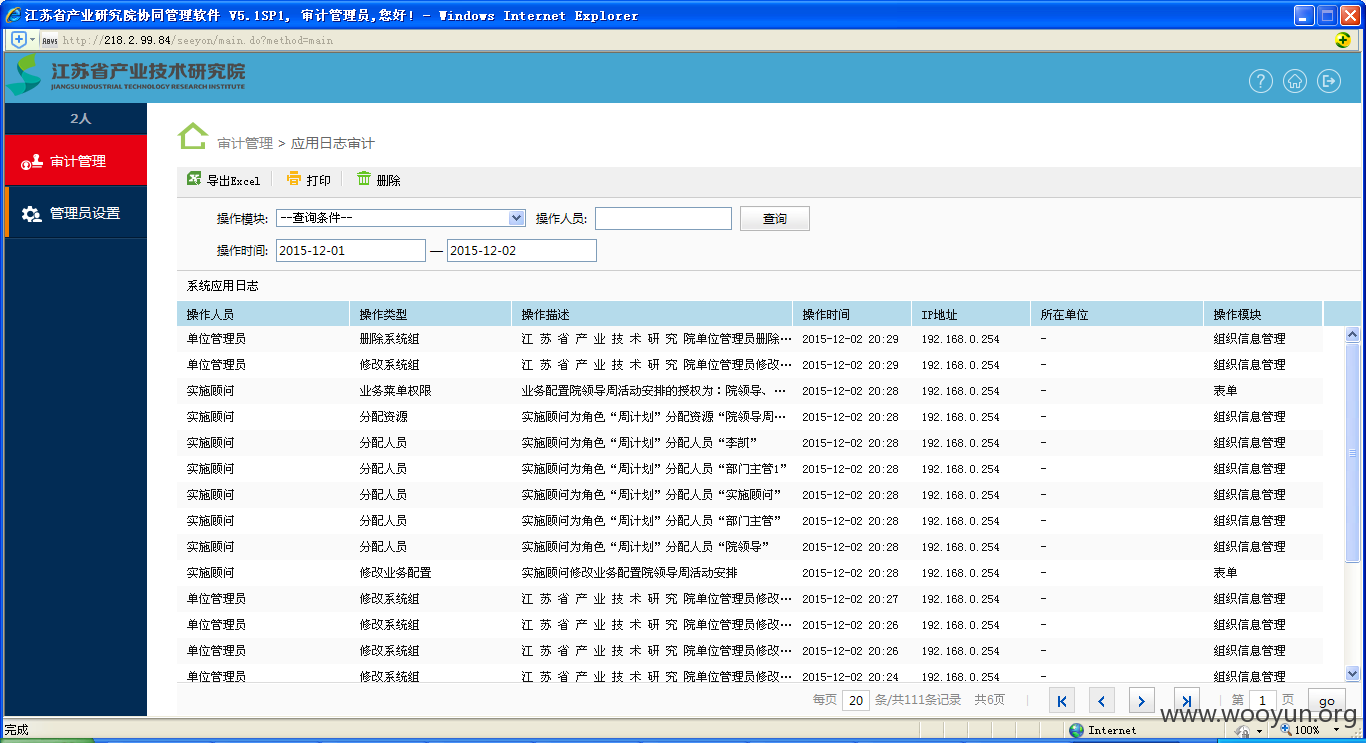 江苏省产业研究院协同管理软件 V5.1SP1, 审计管理员,您好! - Windows Internet Explorer
http://218.2.99.84/seeyon/main.do?method=main
江苏省产业技术研究院
JIANGSU INDUSTRIAL TECHNOLOGY RESEARCH INSTITUTE
2人
审计管理
管理员设置
审计管理 > 应用日志审计
导出Excel 打印 删除
操作模块: --查询条件-- 操作人员: 查询
操作时间: 2015-12-01 — 2015-12-02
系统应用日志
操作人员 操作类型 操作描述 操作时间 IP地址 所在单位 操作模块
单位管理员 删除系统组 江 苏 省 产 业 技 术 研 究 院单位管理员删除… 2015-12-02 20:29 192.168.0.254 - 组织信息管理
单位管理员 修改系统组 江 苏 省 产 业 技 术 研 究 院单位管理员修改… 2015-12-02 20:29 192.168.0.254 - 组织信息管理
实施顾问 业务菜单权限 业务配置院领导周活动安排的授权为：院领导、… 2015-12-02 20:28 192.168.0.254 - 表单
实施顾问 分配资源 实施顾问为角色“周计划”分配资源“院领导周… 2015-12-02 20:28 192.168.0.254 - 组织信息管理
实施顾问 分配人员 实施顾问为角色“周计划”分配人员“李凯” 2015-12-02 20:28 192.168.0.254 - 组织信息管理
实施顾问 分配人员 实施顾问为角色“周计划”分配人员“部门主管1” 2015-12-02 20:28 192.168.0.254 - 组织信息管理
实施顾问 分配人员 实施顾问为角色“周计划”分配人员“实施顾问” 2015-12-02 20:28 192.168.0.254 - 组织信息管理
实施顾问 分配人员 实施顾问为角色“周计划”分配人员“部门主管” 2015-12-02 20:28 192.168.0.254 - 组织信息管理
实施顾问 分配人员 实施顾问为角色“周计划”分配人员“院领导” 2015-12-02 20:28 192.168.0.254 - 组织信息管理
实施顾问 修改业务配置 实施顾问修改业务配置院领导周活动安排 2015-12-02 20:28 192.168.0.254 - 表单
单位管理员 修改系统组 江 苏 省 产 业 技 术 研 究 院单位管理员修改… 2015-12-02 20:27 192.168.0.254 - 组织信息管理
单位管理员 修改系统组 江 苏 省 产 业 技 术 研 究 院单位管理员修改… 2015-12-02 20:26 192.168.0.254 - 组织信息管理
单位管理员 修改系统组 江 苏 省 产 业 技 术 研 究 院单位管理员修改… 2015-12-02 20:26 192.168.0.254 - 组织信息管理
单位管理员 修改系统组 江 苏 省 产 业 技 术 研 究 院单位管理员修改… 2015-12-02 20:24 192.168.0.254 - 组织信息管理
每页 20 条/共111条记录 共6页 第 1 页 go
www.wooyun.org
完成 Internet 100%